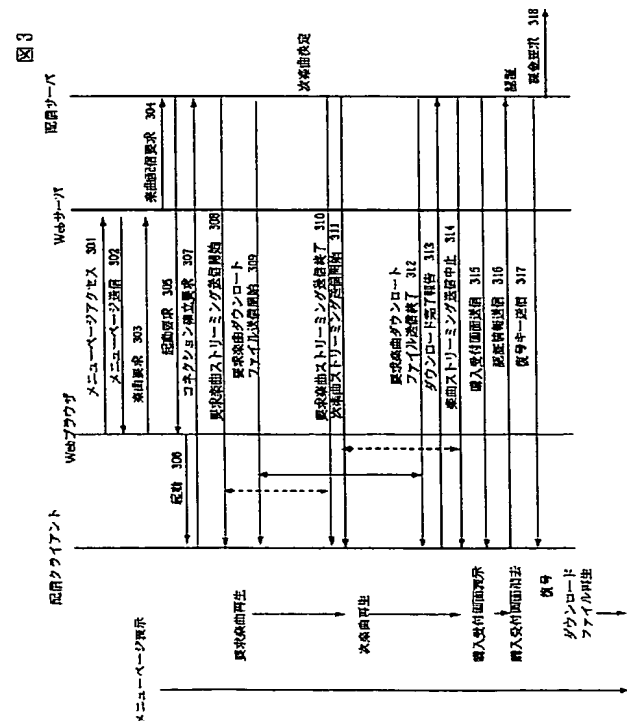 図3
配信クライアント
Webブラウザ
Webサーバ
配信サーバ
メニューページアクセス 301
メニューページ送信 302
楽曲要求 303
楽曲配信要求 304
起動要求 305
起動 306
コネクション確立要求 307
要求楽曲ストリーミング送信開始 308
要求楽曲ダウンロード
ファイル送信開始 309
要求楽曲ストリーミング送信終了 310
次楽曲ストリーミング送信開始 311
次楽曲決定
要求楽曲ダウンロード
ファイル送信終了 312
ダウンロード完了報告 313
楽曲ストリーミング送信中止 314
購入受付画面送信 315
認証情報送信 316
認証
復号キー送信 317
課金要求 318
メニューページ表示
要求楽曲再生
次楽曲再生
購入受付画面表示
購入受付画面消去
復号
ダウンロード
ファイル再生